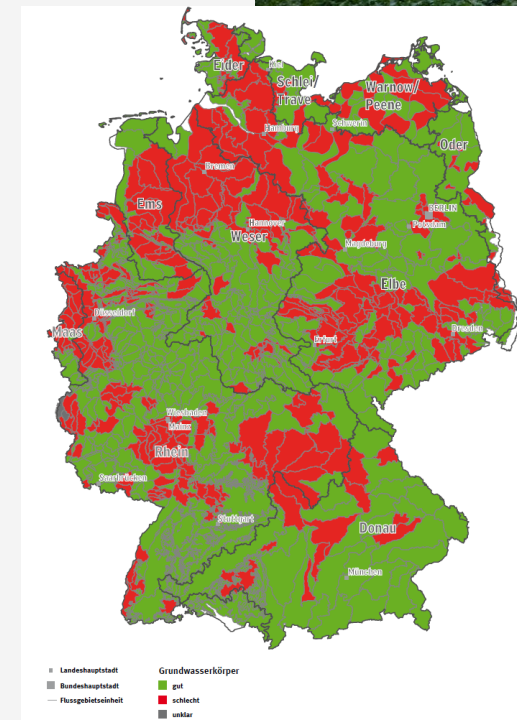 Eider
Kiel
Schlei/
Trave
Warnow/
Peene
Hamburg
Schwerin
Oder
Bremen
Ems
BERLIN
Potsdam
Hannover
Weser
Magdeburg
Elbe
Düsseldorf
Maas
Dresden
Erfurt
Wiesbaden
Mainz
Rhein
Saarbrücken
Stuttgart
Donau
München
Landeshauptstadt
Bundeshauptstadt
Flussgebietseinheit
Grundwasserkörper
gut
schlecht
unklar